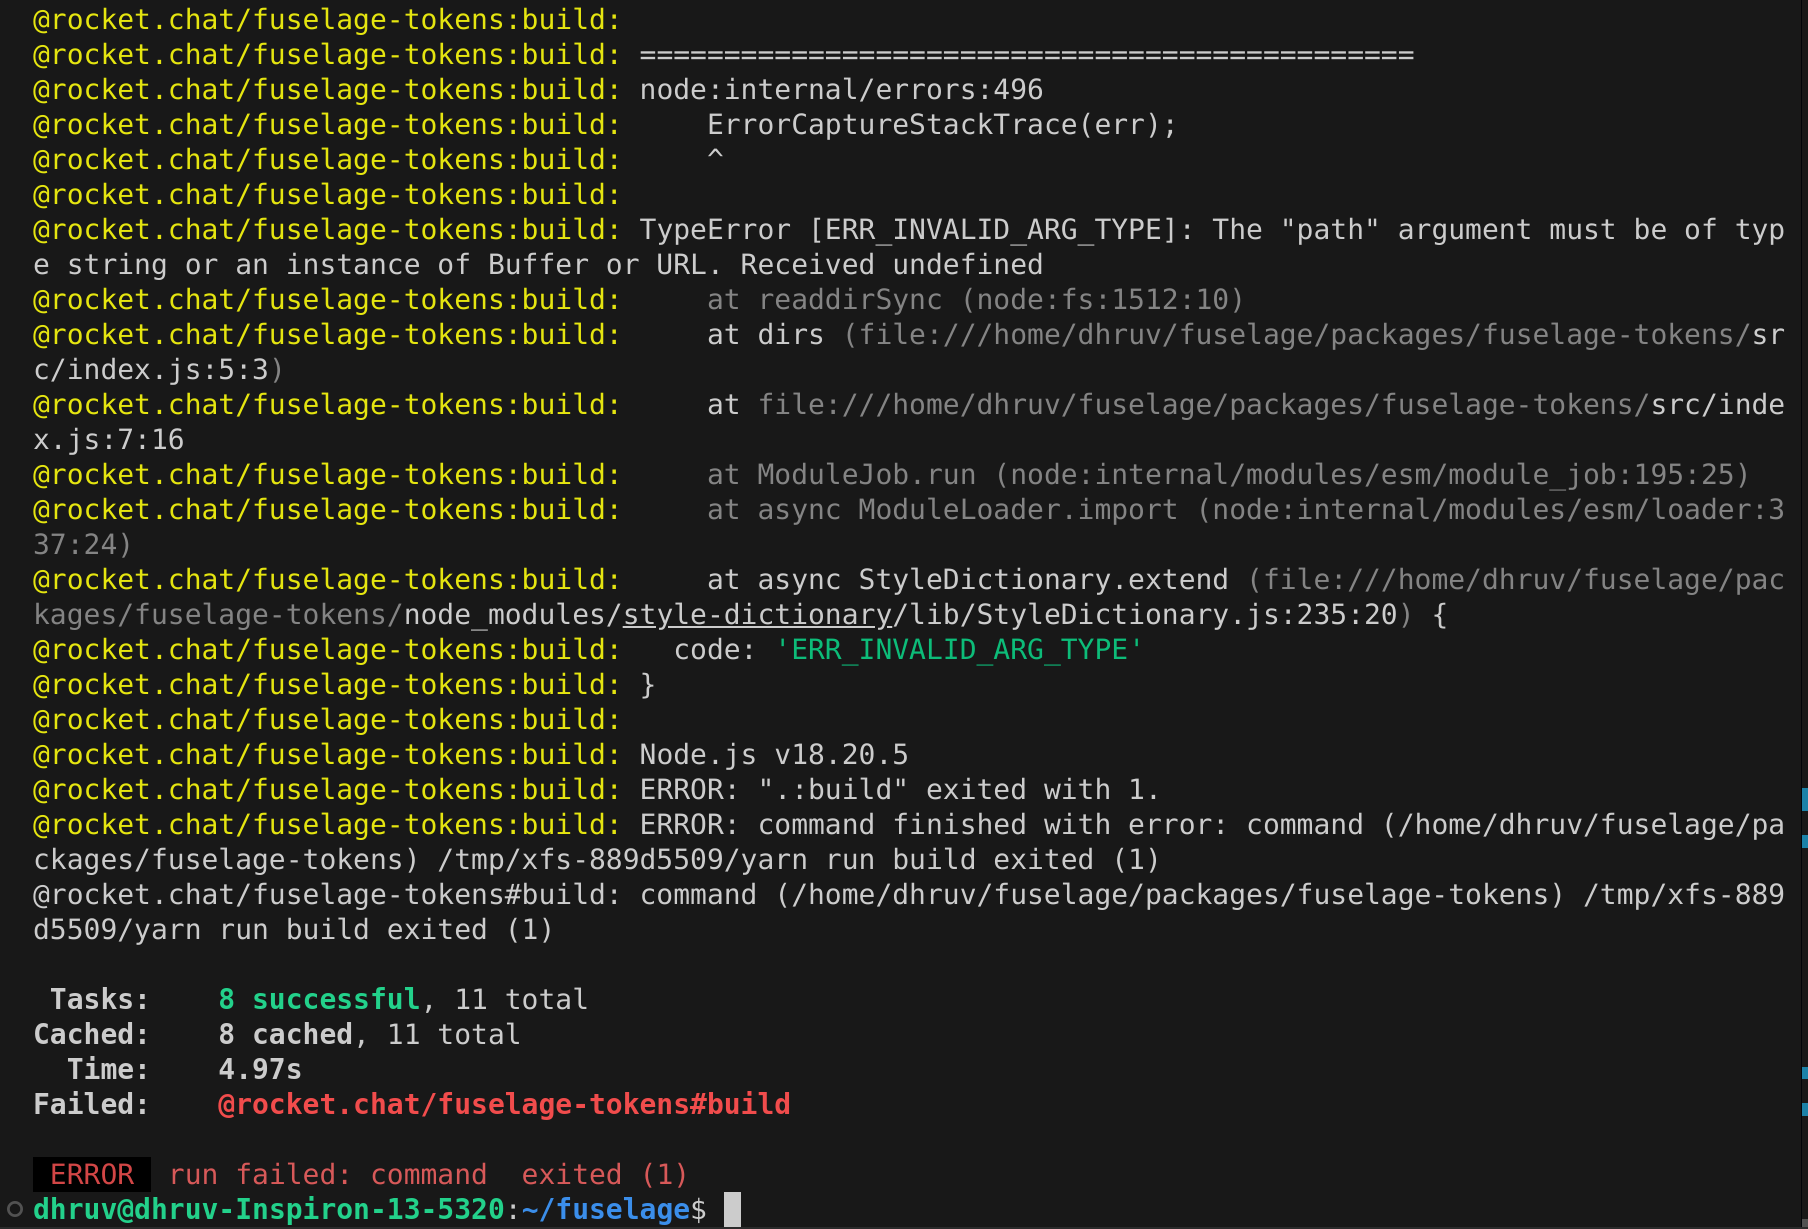 @rocket.chat/fuselage-tokens:build:
@rocket.chat/fuselage-tokens:build: ==============================================
@rocket.chat/fuselage-tokens:build: node:internal/errors:496
@rocket.chat/fuselage-tokens:build:     ErrorCaptureStackTrace(err);
@rocket.chat/fuselage-tokens:build:     ^
@rocket.chat/fuselage-tokens:build:
@rocket.chat/fuselage-tokens:build: TypeError [ERR_INVALID_ARG_TYPE]: The "path" argument must be of typ
e string or an instance of Buffer or URL. Received undefined
@rocket.chat/fuselage-tokens:build:     at readdirSync (node:fs:1512:10)
@rocket.chat/fuselage-tokens:build:     at dirs (file:///home/dhruv/fuselage/packages/fuselage-tokens/sr
c/index.js:5:3)
@rocket.chat/fuselage-tokens:build:     at file:///home/dhruv/fuselage/packages/fuselage-tokens/src/inde
x.js:7:16
@rocket.chat/fuselage-tokens:build:     at ModuleJob.run (node:internal/modules/esm/module_job:195:25)
@rocket.chat/fuselage-tokens:build:     at async ModuleLoader.import (node:internal/modules/esm/loader:3
37:24)
@rocket.chat/fuselage-tokens:build:     at async StyleDictionary.extend (file:///home/dhruv/fuselage/pac
kages/fuselage-tokens/node_modules/style-dictionary/lib/StyleDictionary.js:235:20) {
@rocket.chat/fuselage-tokens:build:   code: 'ERR_INVALID_ARG_TYPE'
@rocket.chat/fuselage-tokens:build: }
@rocket.chat/fuselage-tokens:build:
@rocket.chat/fuselage-tokens:build: Node.js v18.20.5
@rocket.chat/fuselage-tokens:build: ERROR: ".:build" exited with 1.
@rocket.chat/fuselage-tokens:build: ERROR: command finished with error: command (/home/dhruv/fuselage/pa
ckages/fuselage-tokens) /tmp/xfs-889d5509/yarn run build exited (1)
@rocket.chat/fuselage-tokens#build: command (/home/dhruv/fuselage/packages/fuselage-tokens) /tmp/xfs-889
d5509/yarn run build exited (1)

 Tasks:    8 successful, 11 total
Cached:    8 cached, 11 total
  Time:    4.97s
Failed:    @rocket.chat/fuselage-tokens#build

 ERROR  run failed: command  exited (1)
dhruv@dhruv-Inspiron-13-5320:~/fuselage$